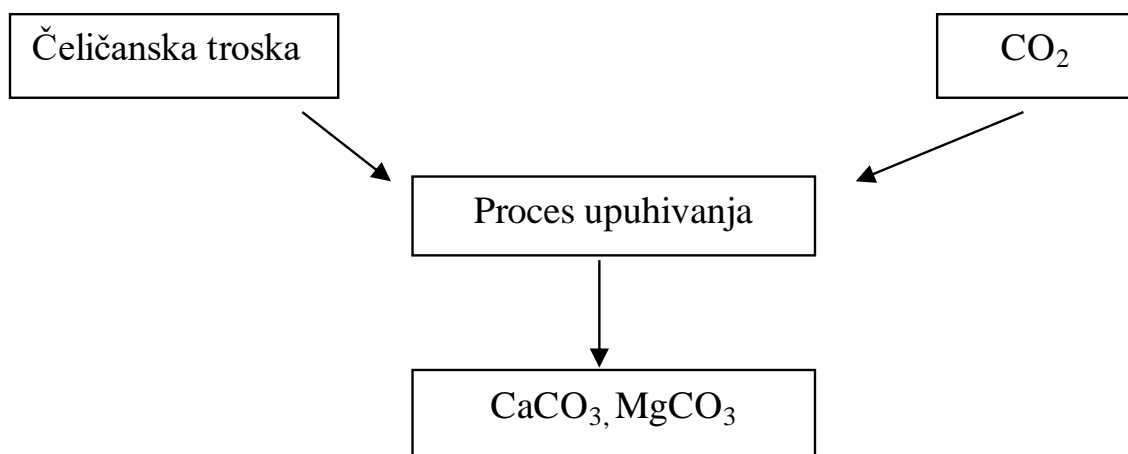 Čeličanska troska
CO₂
Proces upuhivanja
CaCO₃, MgCO₃